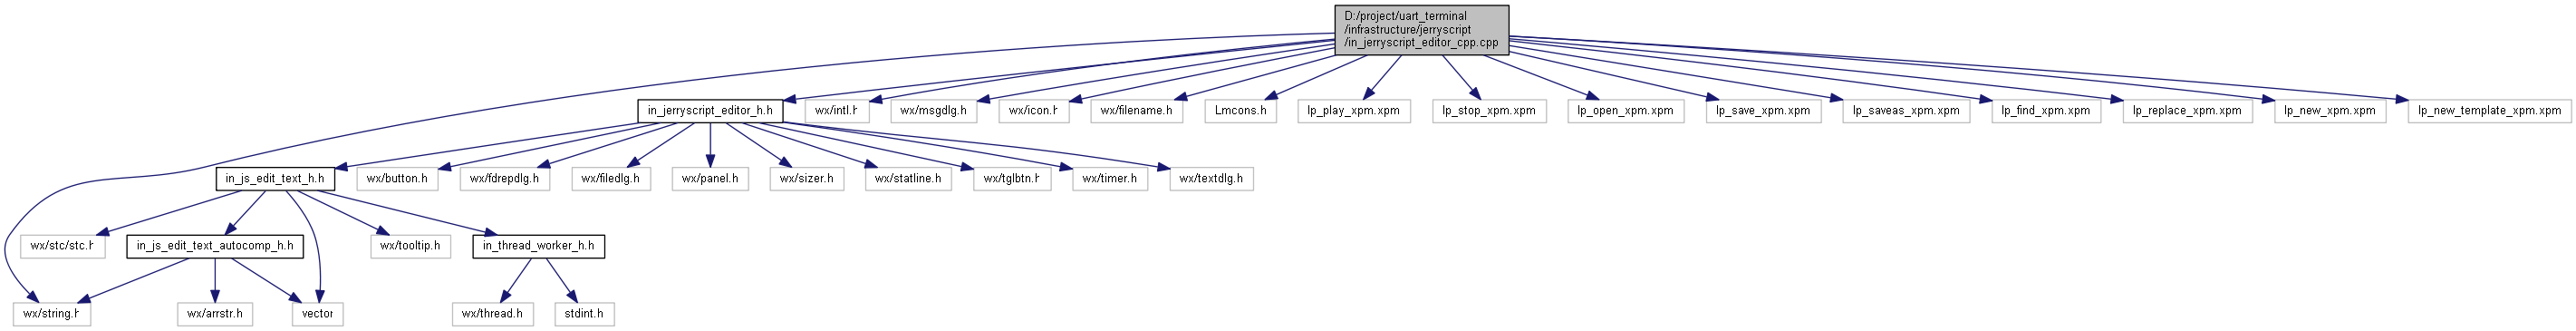 D:/project/uart_terminal
/infrastructure/jerryscript
/in_jerryscript_editor_cpp.cpp
in_jerryscript_editor_h.h
wx/intl.h
wx/msgdlg.h
wx/icon.h
wx/filename.h
Lmcons.h
lp_play_xpm.xpm
lp_stop_xpm.xpm
lp_open_xpm.xpm
lp_save_xpm.xpm
lp_saveas_xpm.xpm
lp_find_xpm.xpm
lp_replace_xpm.xpm
lp_new_xpm.xpm
lp_new_template_xpm.xpm
in_js_edit_text_h.h
wx/button.h
wx/fdrepdlg.h
wx/filedlg.h
wx/panel.h
wx/sizer.h
wx/statline.h
wx/tglbtn.h
wx/timer.h
wx/textdlg.h
wx/stc/stc.h
in_js_edit_text_autocomp_h.h
wx/tooltip.h
in_thread_worker_h.h
wx/string.h
wx/arrstr.h
vector
wx/thread.h
stdint.h